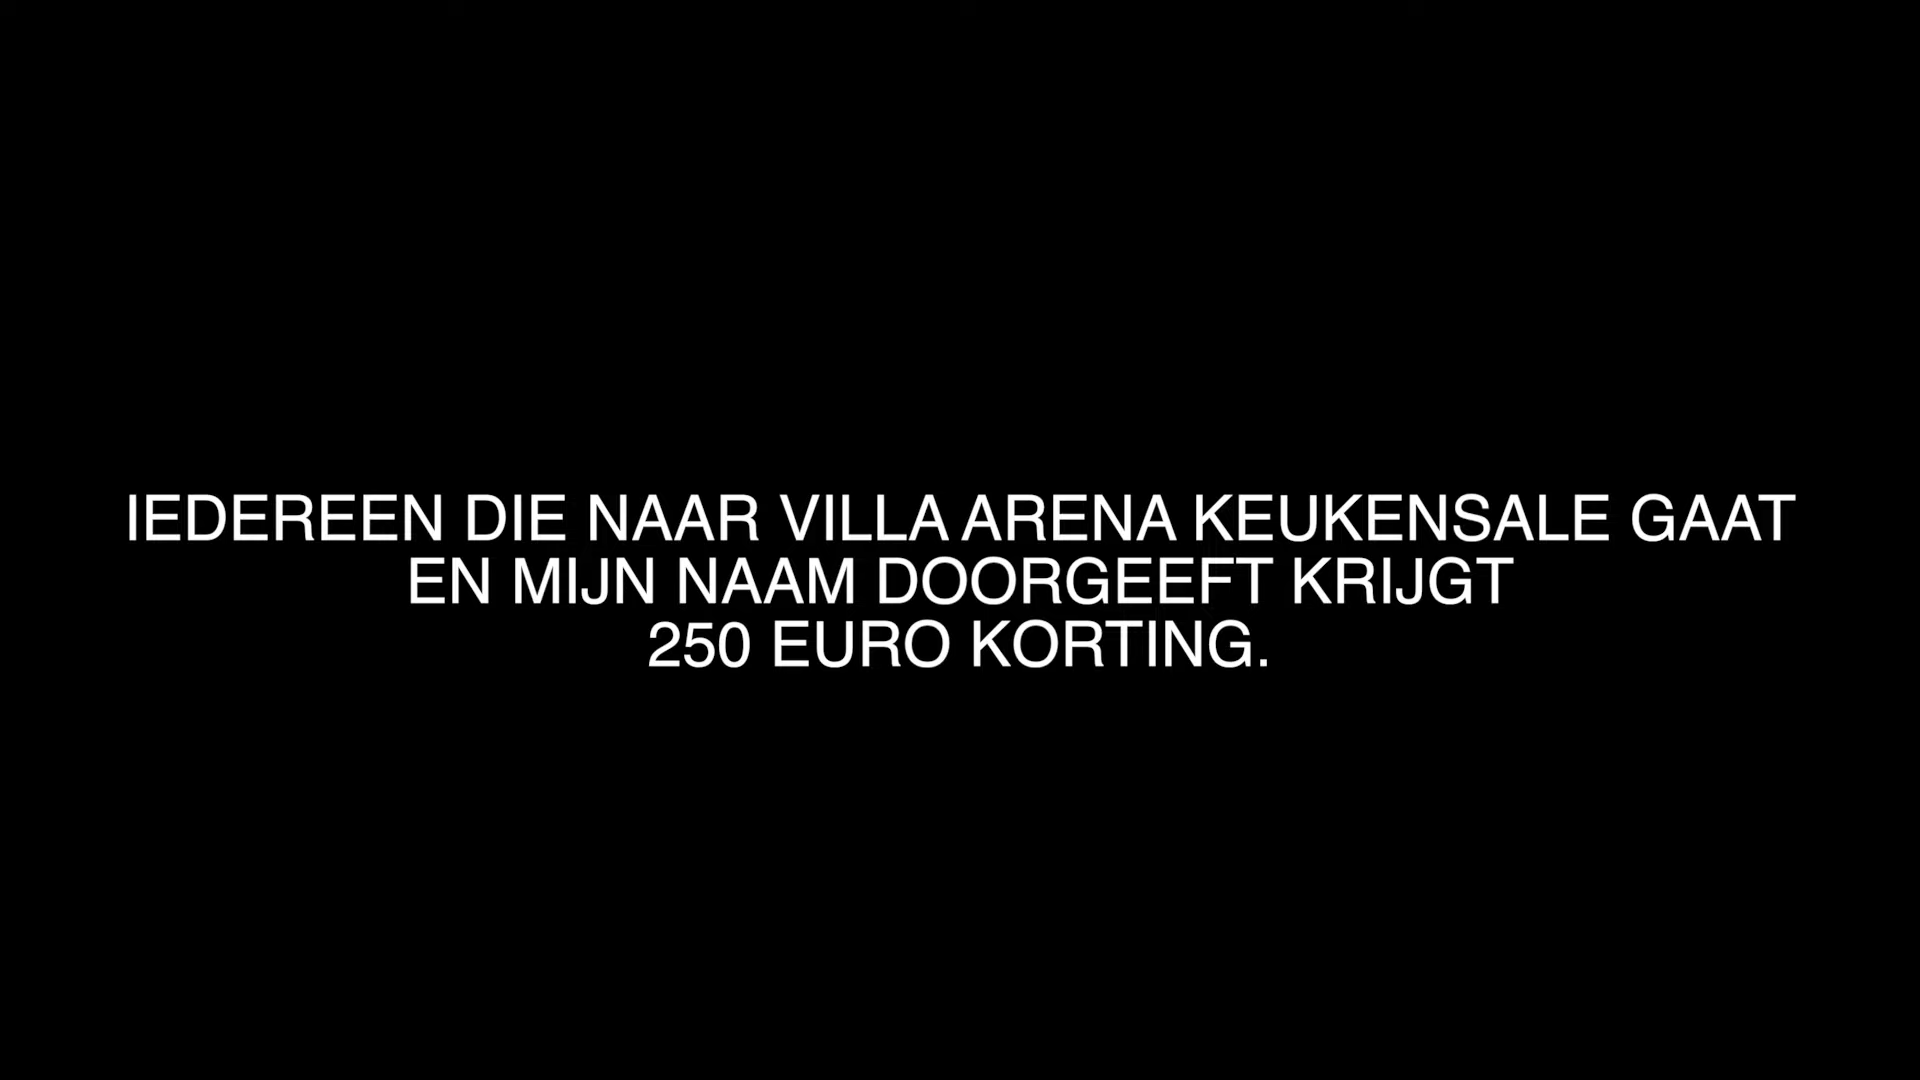 IEDEREEN DIE NAAR VILLA ARENA KEUKENSALE GAAT
EN MIJN NAAM DOORGEEFT KRIJGT
250 EURO KORTING.